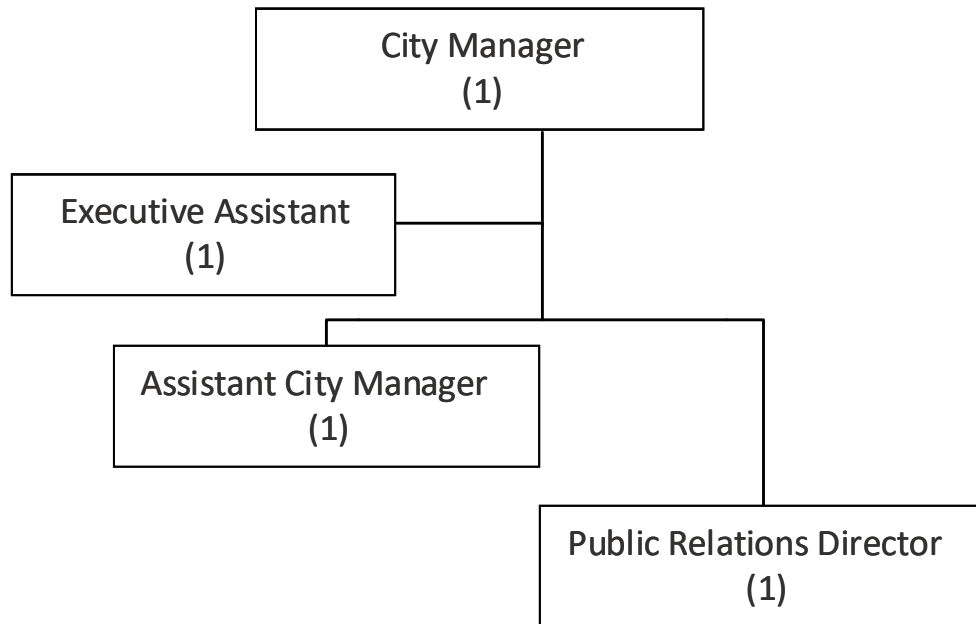 City Manager
(1)
Executive Assistant
(1)
Assistant City Manager
(1)
Public Relations Director
(1)